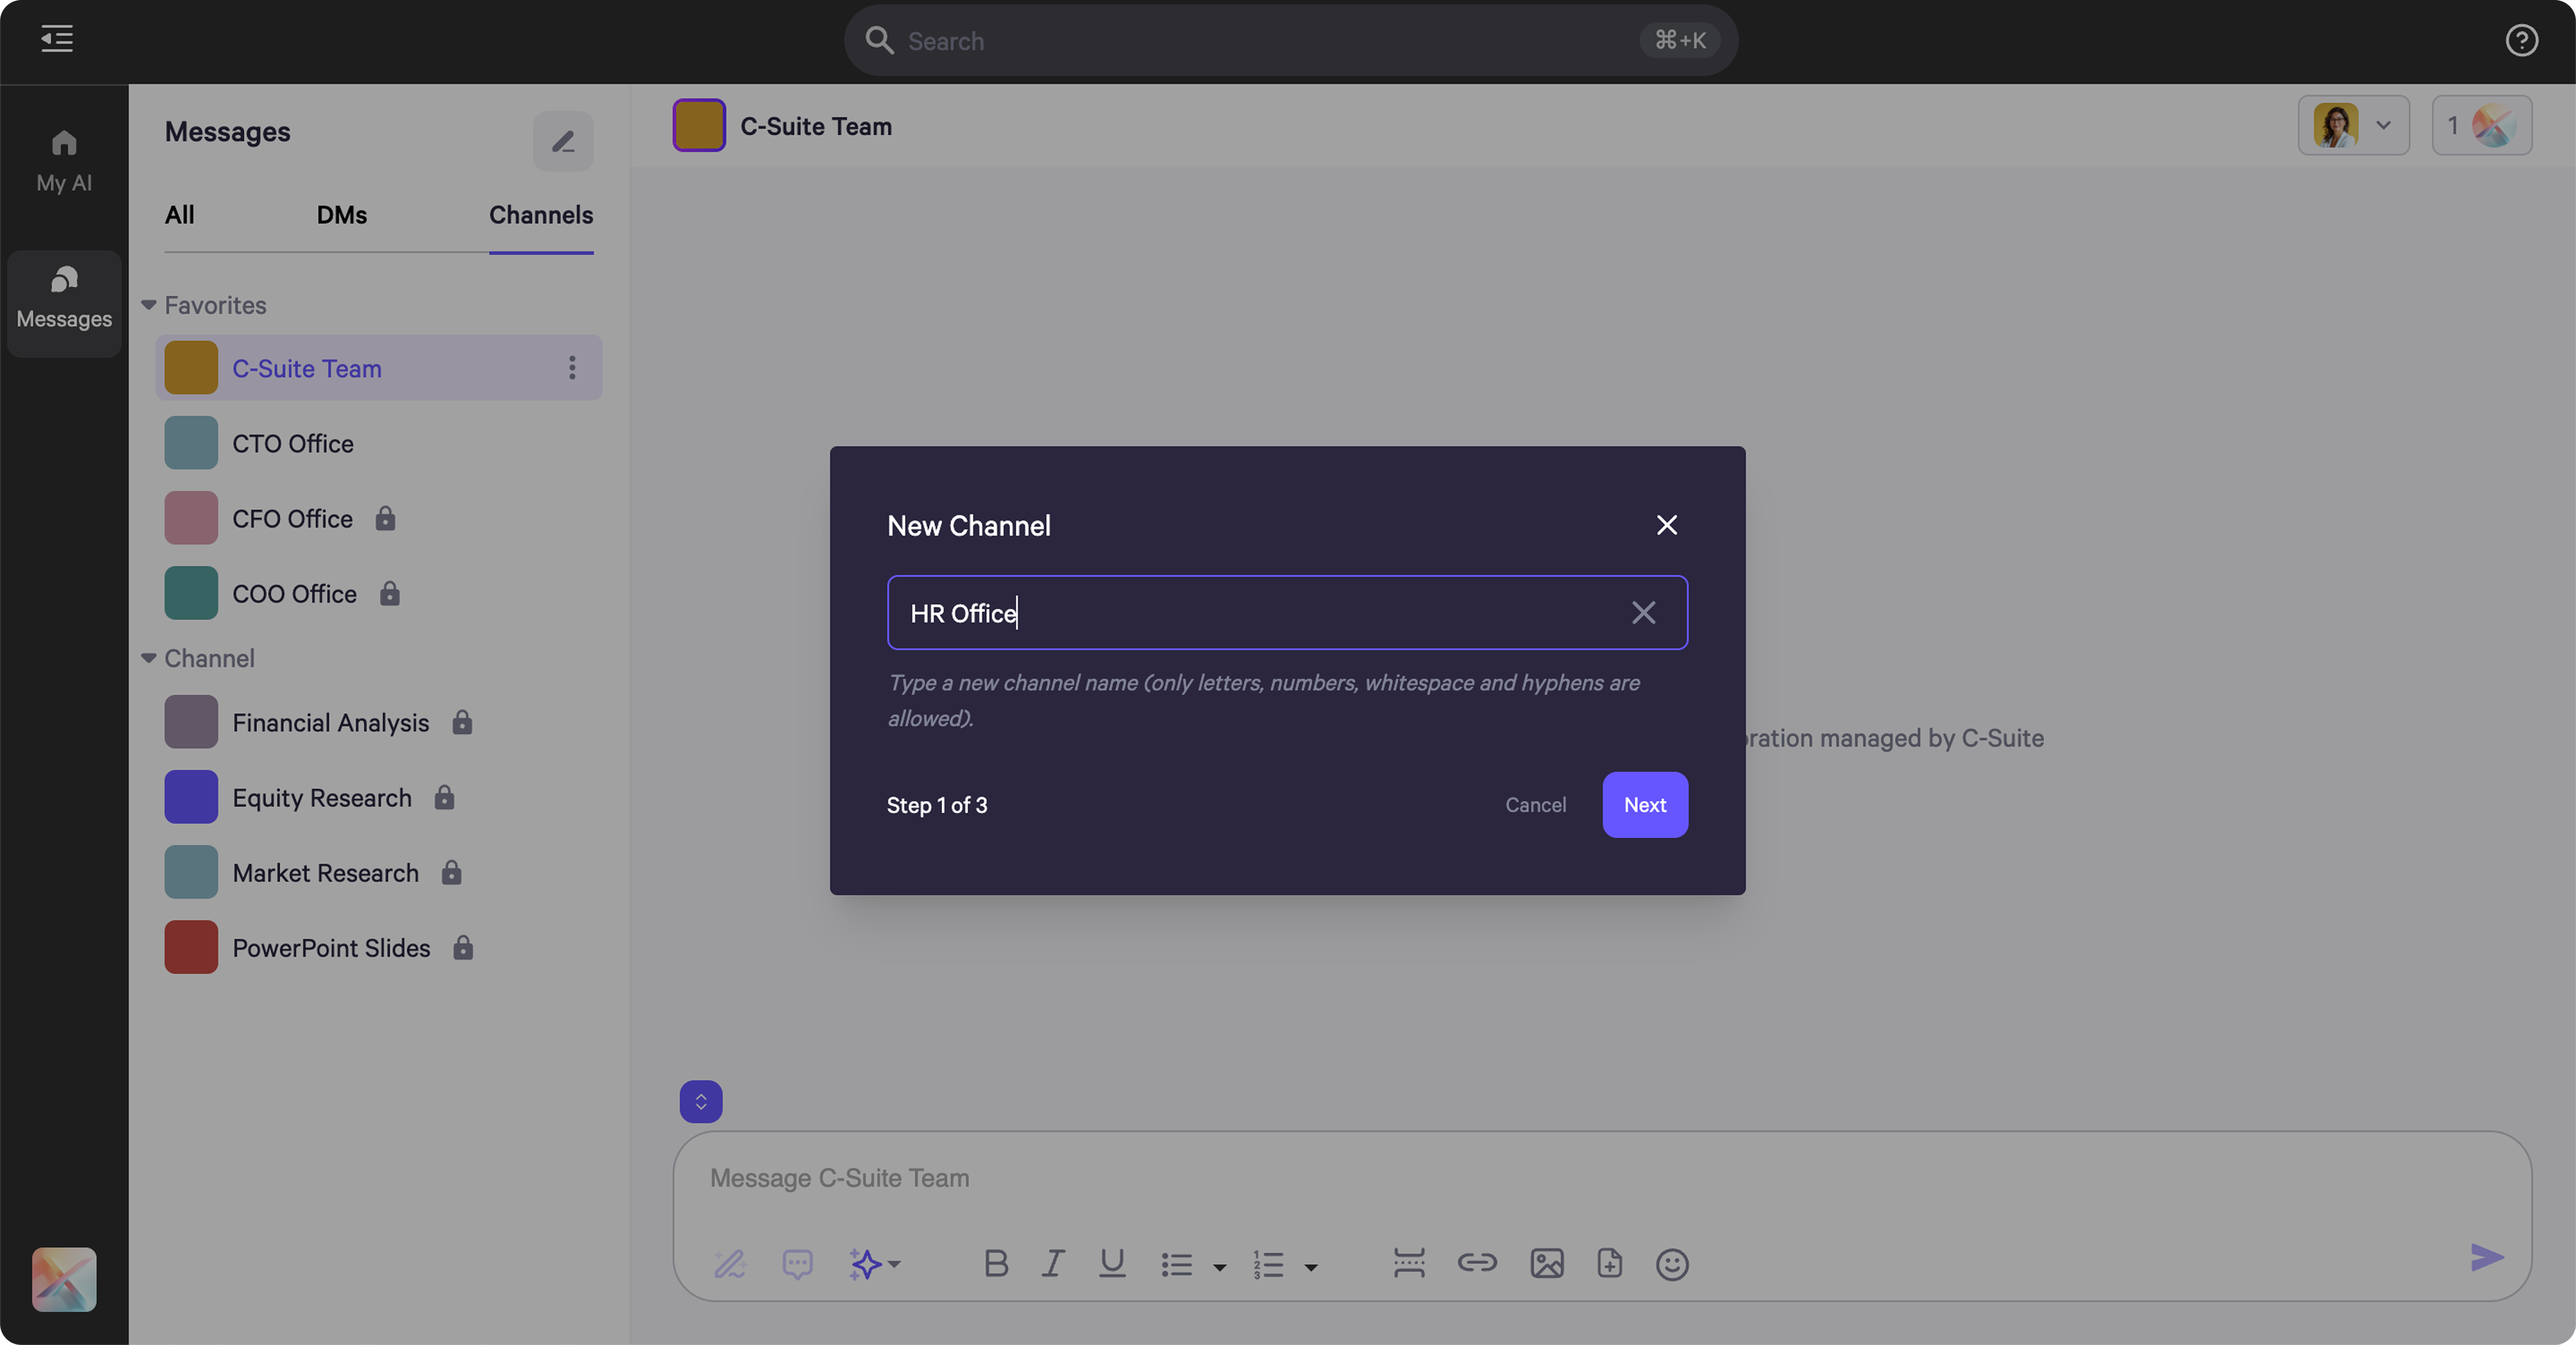 Search
⌘+K
My AI
Messages
Messages
All
DMs
Channels
Favorites
C-Suite Team
CTO Office
CFO Office
COO Office
Channel
Financial Analysis
Equity Research
Market Research
PowerPoint Slides
C-Suite Team
1
New Channel
HR Office
Type a new channel name (only letters, numbers, whitespace and hyphens are
allowed).
Step 1 of 3
Cancel
Next
managed by C-Suite
Message C-Suite Team